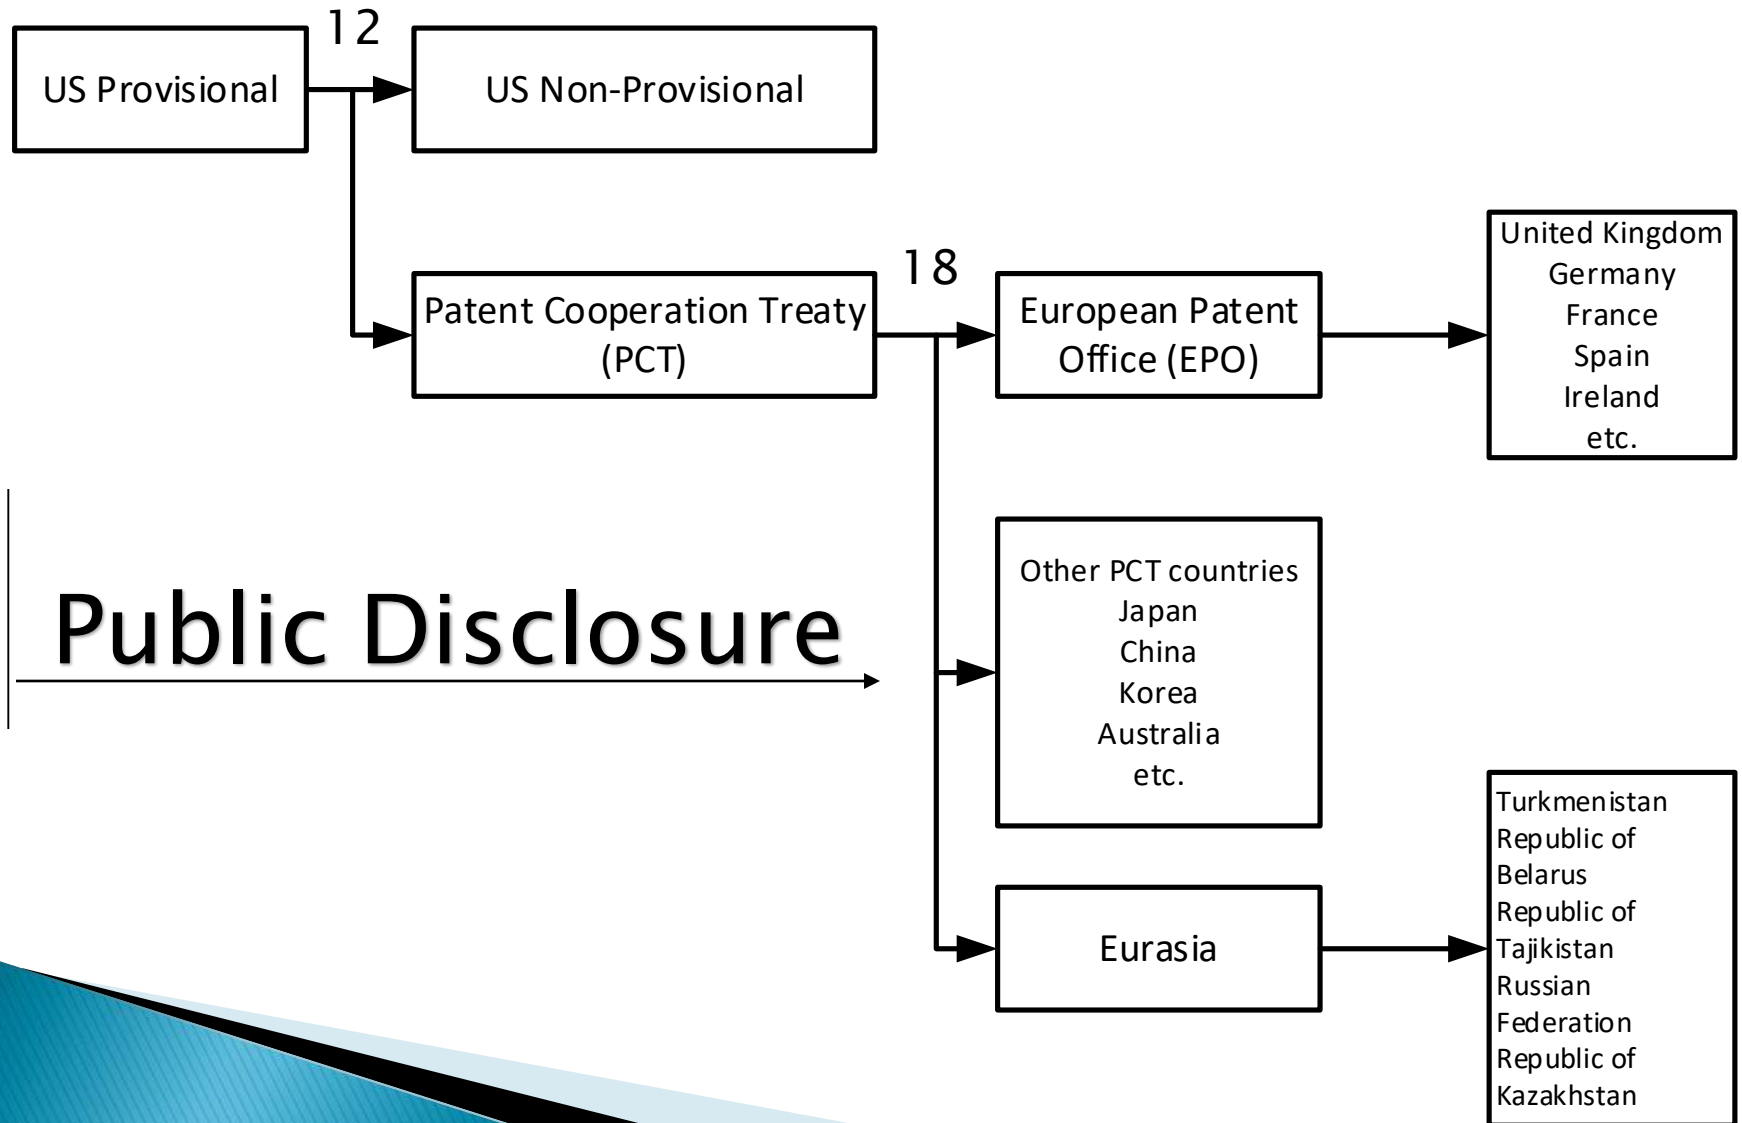 12
US Provisional
US Non-Provisional
18
Patent Cooperation Treaty
(PCT)
European Patent
Office (EPO)
United Kingdom
Germany
France
Spain
Ireland
etc.
Public Disclosure
Other PCT countries
Japan
China
Korea
Australia
etc.
Eurasia
Turkmenistan
Republic of
Belarus
Republic of
Tajikistan
Russian
Federation
Republic of
Kazakhstan